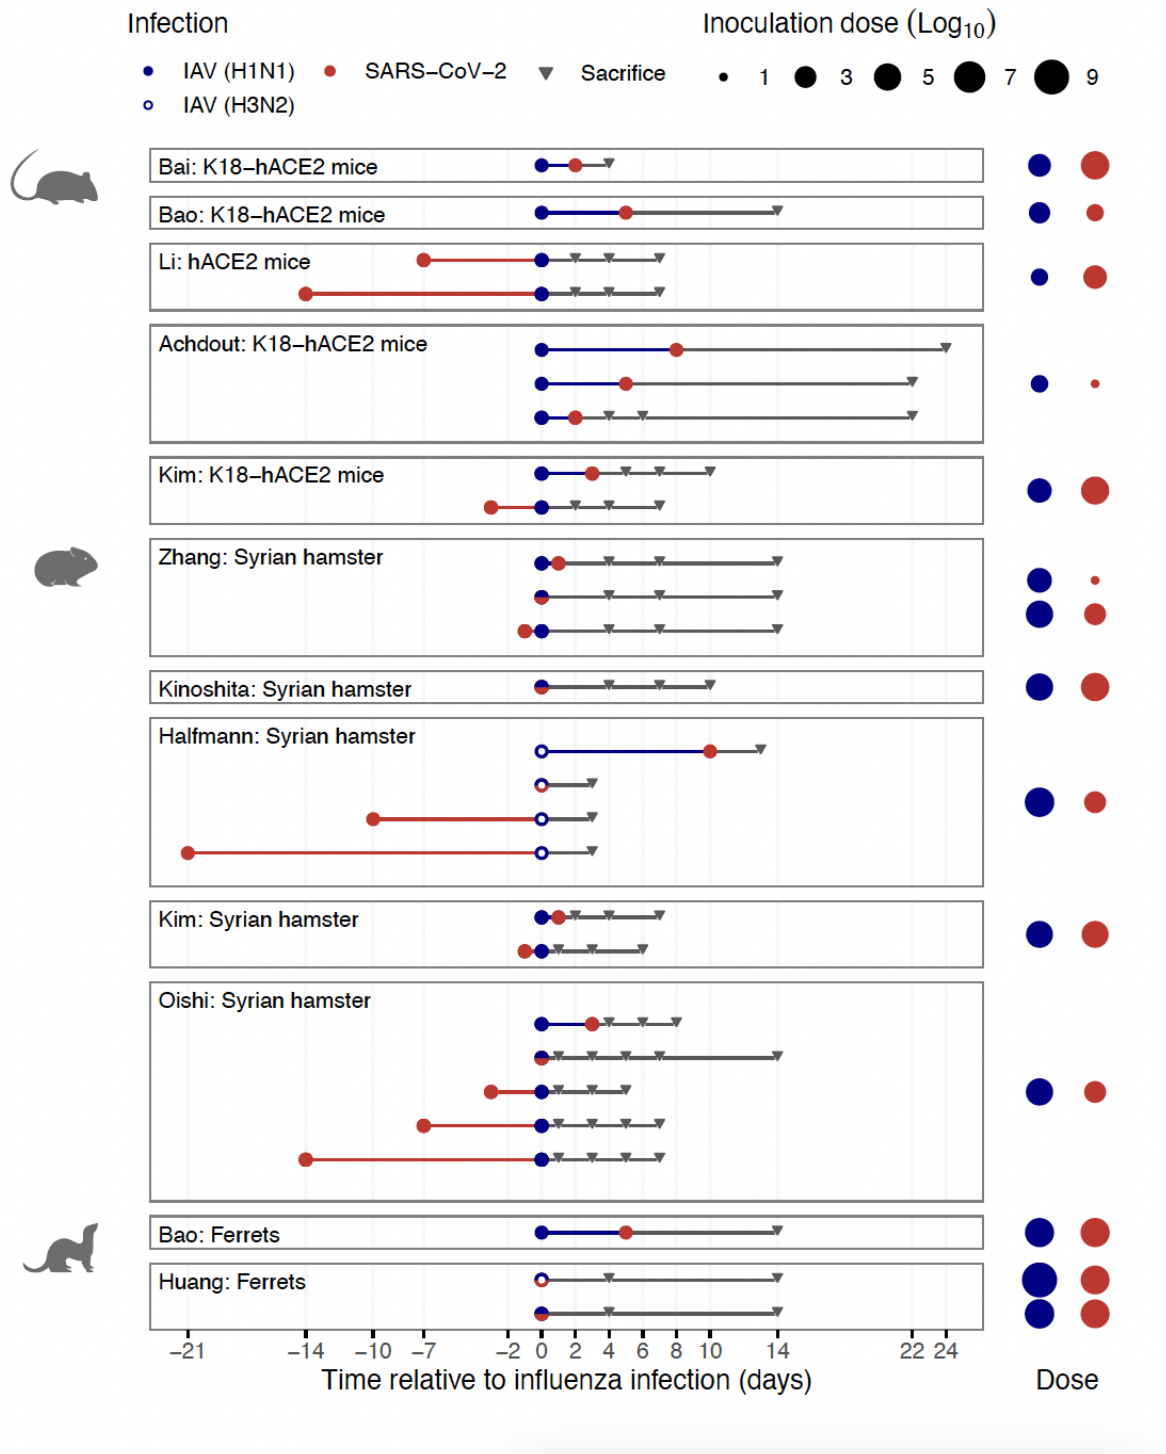 Infection
Inoculation dose (Log10)
IAV (H1N1) SARS−CoV−2 Sacrifice 1 3 5 7 9
IAV (H3N2)
Bai: K18−hACE2 mice
Bao: K18−hACE2 mice
Li: hACE2 mice
Achdout: K18−hACE2 mice
Kim: K18−hACE2 mice
Zhang: Syrian hamster
Kinoshita: Syrian hamster
Halfmann: Syrian hamster
Kim: Syrian hamster
Oishi: Syrian hamster
Bao: Ferrets
Huang: Ferrets
−21 −14 −10 −7 −2 0 2 4 6 8 10 14 22 24
Time relative to influenza infection (days) Dose